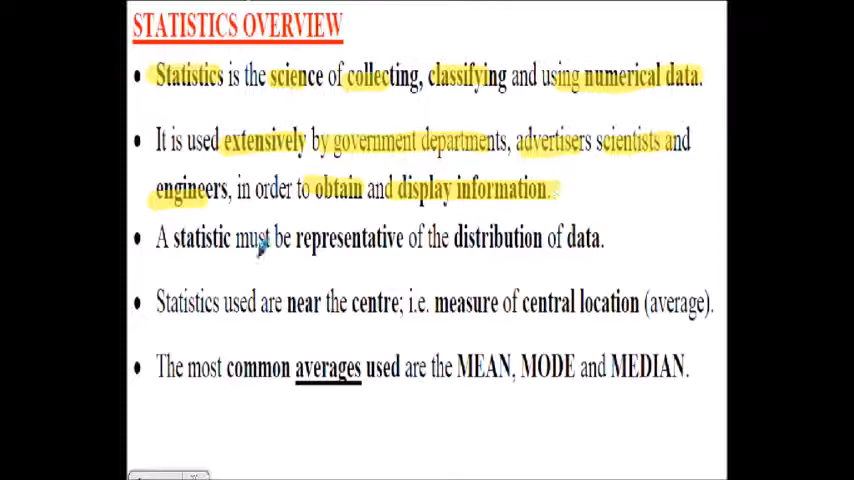 STATISTICS OVERVIEW
• Statistics is the science of collecting, classifying and using numerical data.
• It is used extensively by government departments, advertisers scientists and
engineers, in order to obtain and display information.
• A statistic must be representative of the distribution of data.
• Statistics used are near the centre; i.e. measure of central location (average).
• The most common averages used are the MEAN, MODE and MEDIAN.